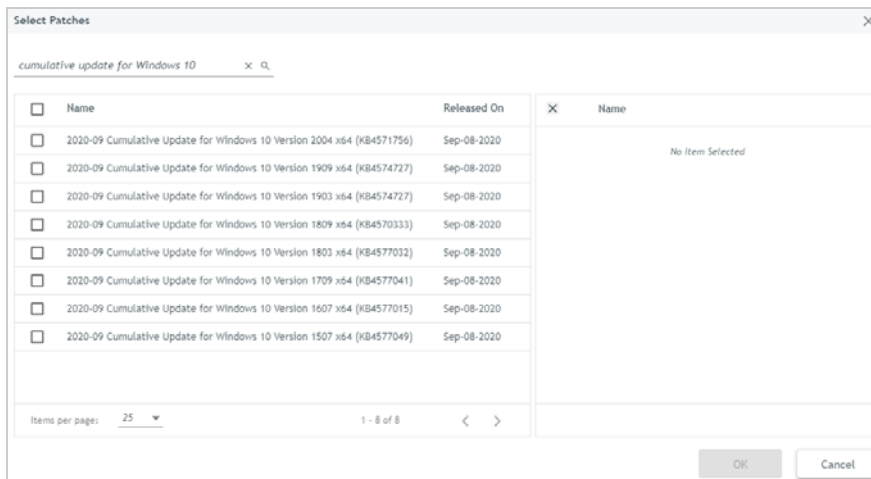 Select Patches
cumulative update for Windows 10
Name Released On
2020-09 Cumulative Update for Windows 10 Version 2004 x64 (KB4571756) Sep-08-2020
2020-09 Cumulative Update for Windows 10 Version 1909 x64 (KB4574727) Sep-08-2020
2020-09 Cumulative Update for Windows 10 Version 1903 x64 (KB4574727) Sep-08-2020
2020-09 Cumulative Update for Windows 10 Version 1809 x64 (KB4570333) Sep-08-2020
2020-09 Cumulative Update for Windows 10 Version 1803 x64 (KB4577032) Sep-08-2020
2020-09 Cumulative Update for Windows 10 Version 1709 x64 (KB4577041) Sep-08-2020
2020-09 Cumulative Update for Windows 10 Version 1607 x64 (KB4577015) Sep-08-2020
2020-09 Cumulative Update for Windows 10 Version 1507 x64 (KB4577049) Sep-08-2020
Items per page: 25 1 - 8 of 8
Name
No Item Selected
OK Cancel